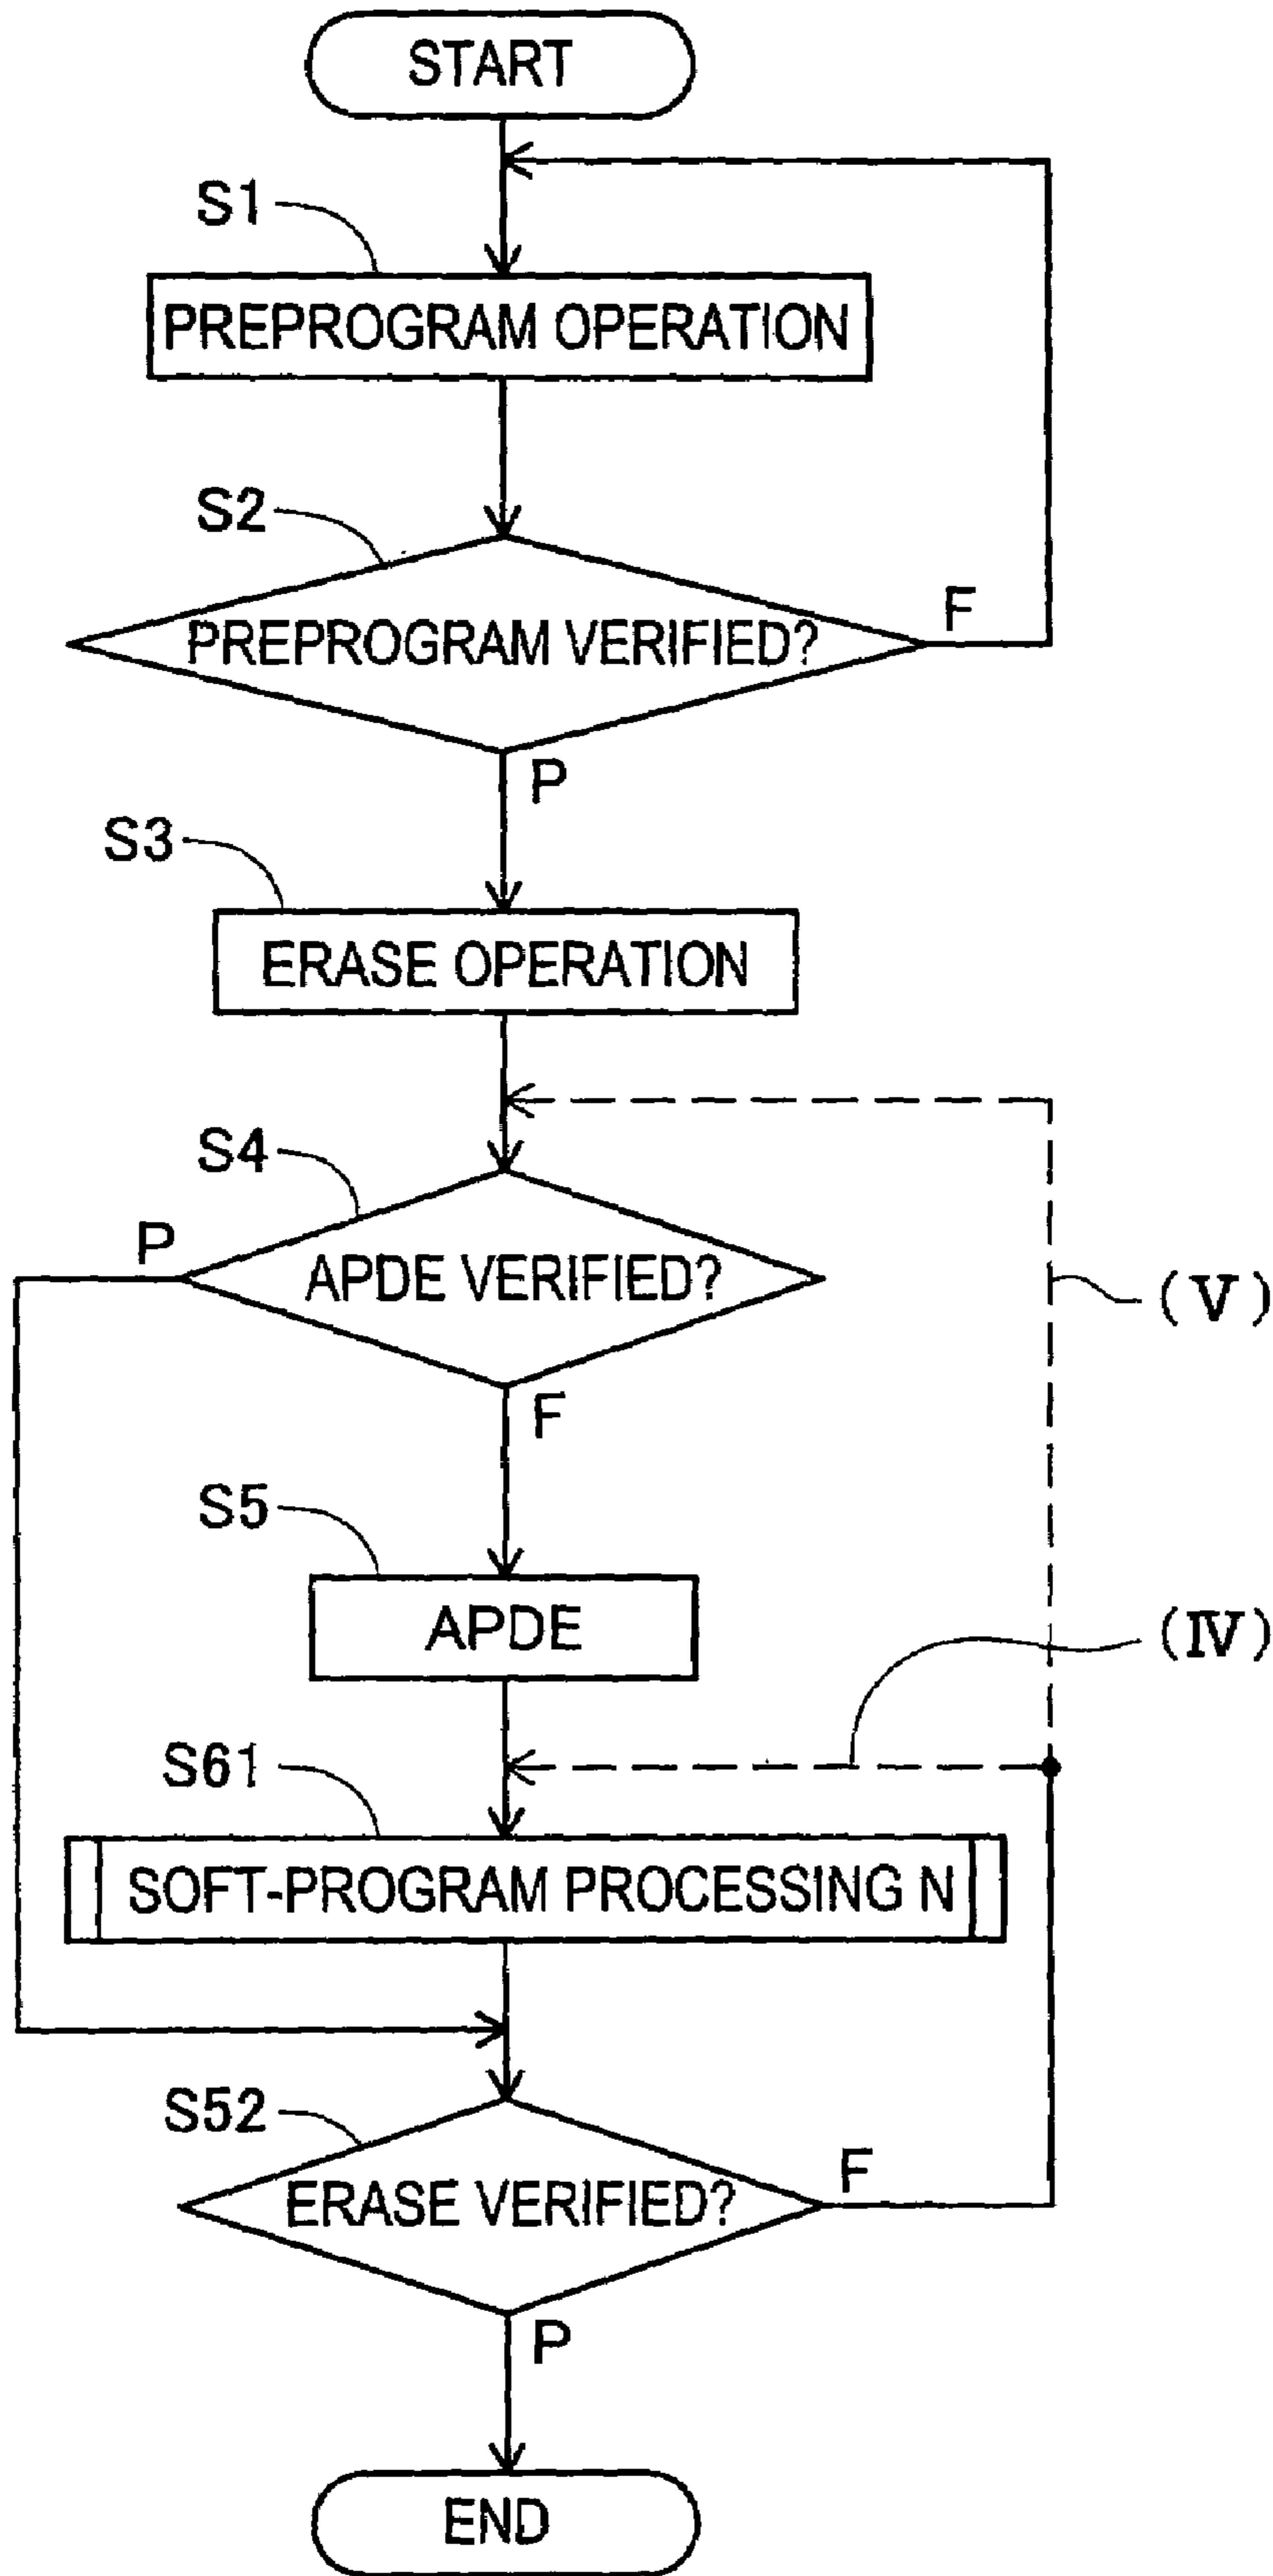 START
S1
PREPROGRAM OPERATION
S2
PREPROGRAM VERIFIED?
F
P
S3
ERASE OPERATION
S4
P
APDE VERIFIED?
(V)
F
S5
APDE
(IV)
S61
SOFT-PROGRAM PROCESSING N
S52
ERASE VERIFIED?
F
P
END